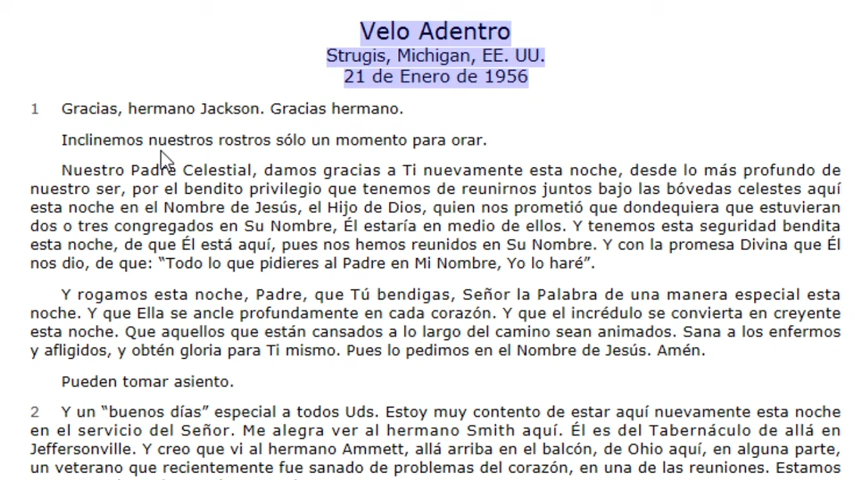 Velo Adentro
Strugis, Michigan, EE. UU.
21 de Enero de 1956
1 Gracias, hermano Jackson. Gracias hermano.
Inclinemos nuestros rostros sólo un momento para orar.
Nuestro Padre Celestial, damos gracias a Ti nuevamente esta noche, desde lo más profundo de
nuestro ser, por el bendito privilegio que tenemos de reunirnos juntos bajo las bóvedas celestes aquí
esta noche en el Nombre de Jesús, el Hijo de Dios, quien nos prometió que dondequiera que estuvieran
dos o tres congregados en Su Nombre, Él estaría en medio de ellos. Y tenemos esta seguridad bendita
esta noche, de que Él está aquí, pues nos hemos reunidos en Su Nombre. Y con la promesa Divina que Él
nos dio, de que: “Todo lo que pidieres al Padre en Mi Nombre, Yo lo haré”.
Y rogamos esta noche, Padre, que Tú bendigas, Señor la Palabra de una manera especial esta
noche. Y que Ella se ancle profundamente en cada corazón. Y que el incrédulo se convierta en creyente
esta noche. Que aquellos que están cansados a lo largo del camino sean animados. Sana a los enfermos
y afligidos, y obtén gloria para Ti mismo. Pues lo pedimos en el Nombre de Jesús. Amén.
Pueden tomar asiento.
2 Y un “buenos días” especial a todos Uds. Estoy muy contento de estar aquí nuevamente esta noche
en el servicio del Señor. Me alegra ver al hermano Smith aquí. Él es del Tabernáculo de allá en
Jeffersonville. Y creo que vi al hermano Ammett, allá arriba en el balcón, de Ohio aquí, en alguna parte,
un veterano que recientemente fue sanado de problemas del corazón, en una de las reuniones. Estamos